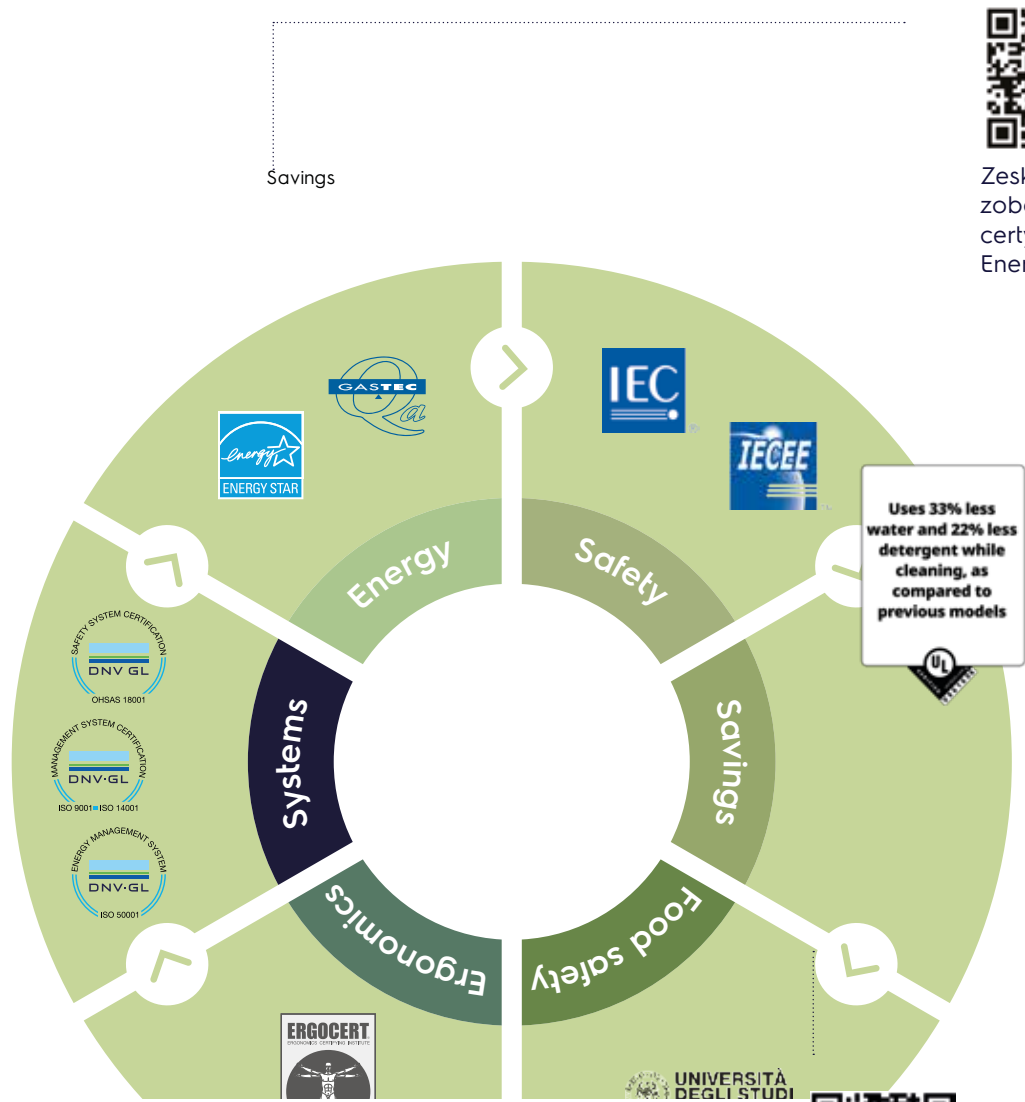 Savings
Zesk
zob
certy
Ener
GASTEC
Qa
energy
ENERGY STAR
IEC
IECEE
Uses 33% less
water and 22% less
detergent while
cleaning, as
compared to
previous models
UL
Energy
Safety
Systems
Savings
Ergonomics
Food safety
SAFETY SYSTEM CERTIFICATION
DNV GL
OHSAS 18001
MANAGEMENT SYSTEM CERTIFICATION
DNV·GL
ISO 9001 ISO 14001
ENERGY MANAGEMENT SYSTEM
DNV·GL
ISO 50001
ERGOCERT
ERGONOMICS CERTIFYING INSTITUTE
UNIVERSITÀ
DEGLI STUDI